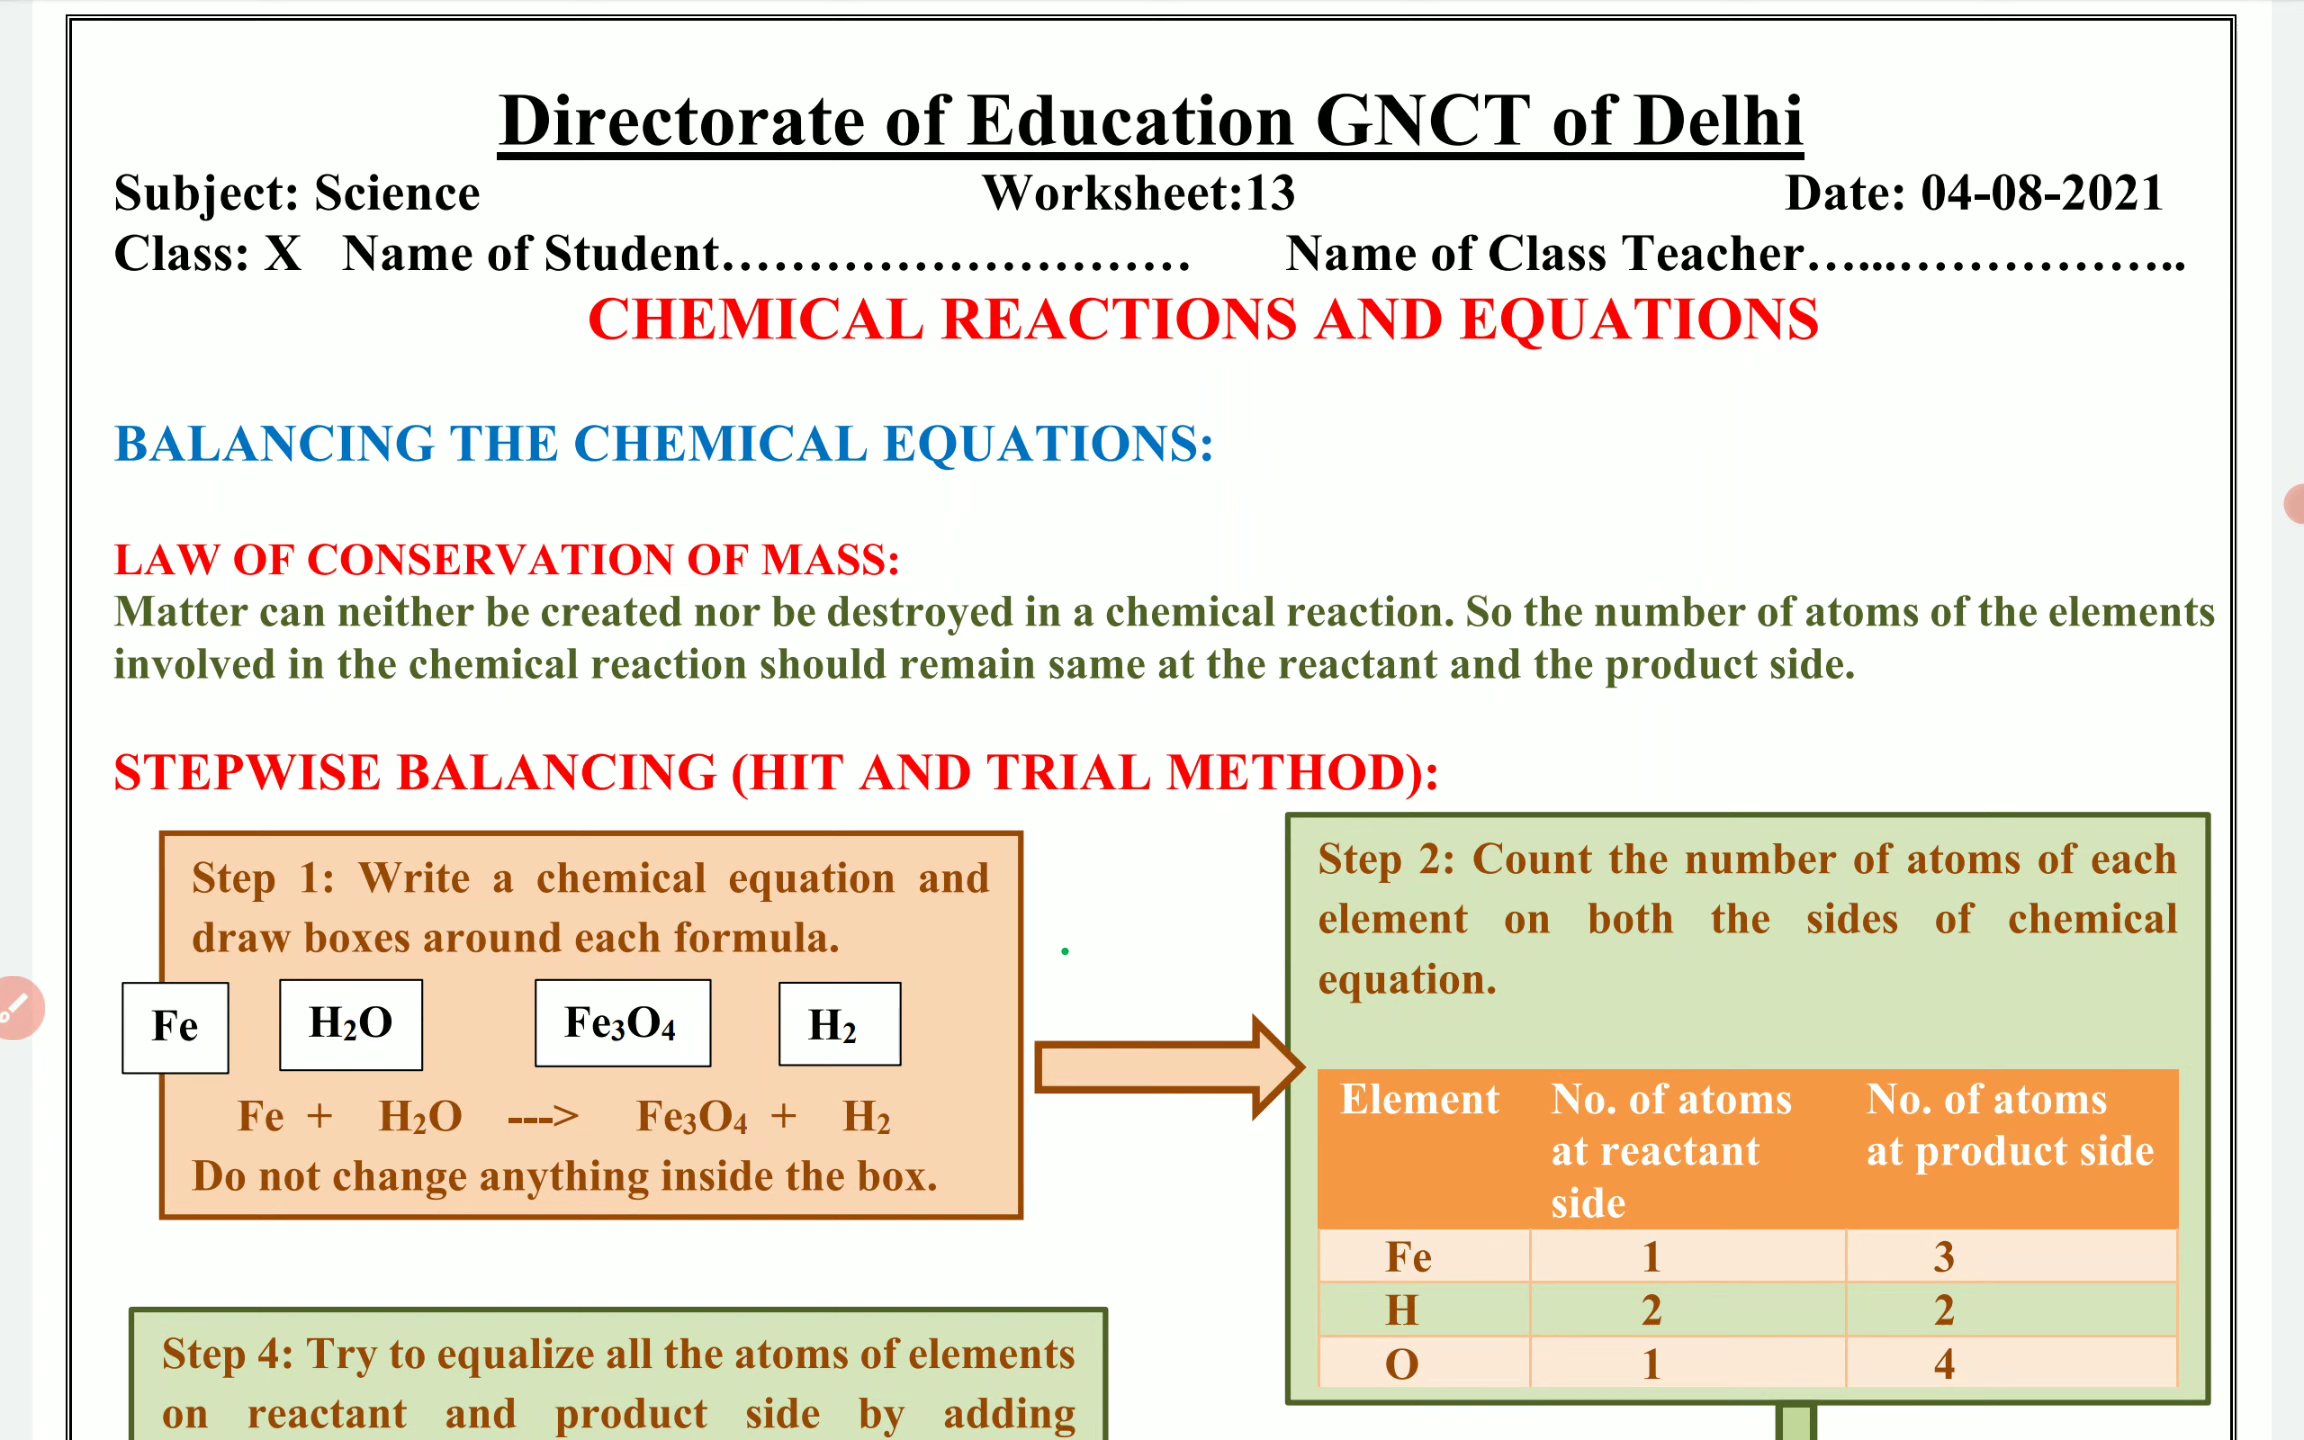 Directorate of Education GNCT of Delhi
Subject: Science Worksheet:13 Date: 04-08-2021
Class: X Name of Student………………………. Name of Class Teacher…...……………..
CHEMICAL REACTIONS AND EQUATIONS
BALANCING THE CHEMICAL EQUATIONS:
LAW OF CONSERVATION OF MASS:
Matter can neither be created nor be destroyed in a chemical reaction. So the number of atoms of the elements
involved in the chemical reaction should remain same at the reactant and the product side.
STEPWISE BALANCING (HIT AND TRIAL METHOD):
Step 1: Write a chemical equation and
draw boxes around each formula.
Fe H₂O Fe₃O₄ H₂
Fe + H₂O ---> Fe₃O₄ + H₂
Do not change anything inside the box.
Step 2: Count the number of atoms of each
element on both the sides of chemical
equation.
Element No. of atoms No. of atoms
at reactant at product side
side
Fe 1 3
H 2 2
O 1 4
Step 4: Try to equalize all the atoms of elements
on reactant and product side by adding